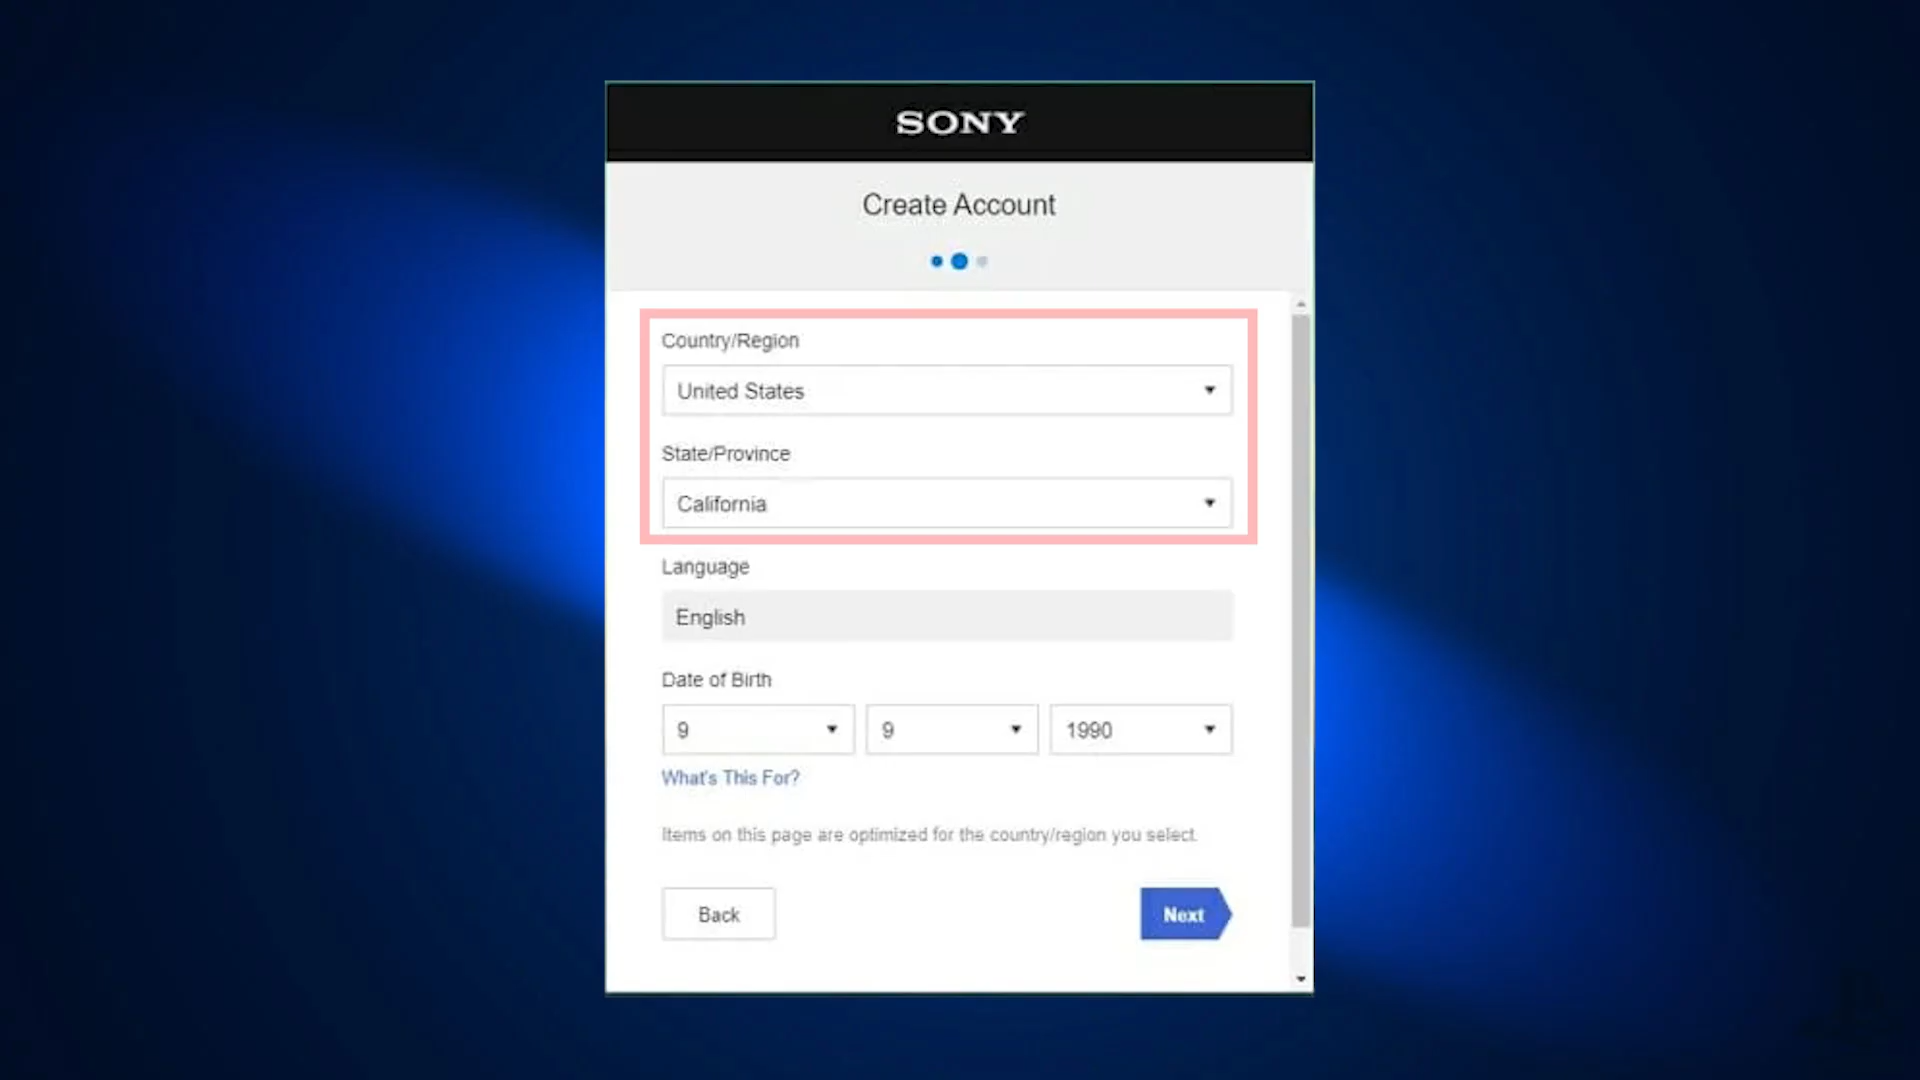 SONY
Create Account
Country/Region
United States
State/Province
California
Language
English
Date of Birth
9 9 1990
What's This For?
Items on this page are optimized for the country/region you select.
Back Next